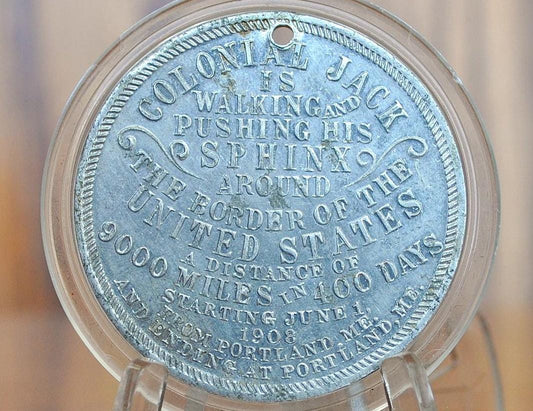 COLONIAL JACK
IS
WALKING AND
PUSHING HIS
SPHINX
AROUND
THE BORDER OF THE
UNITED STATES
A DISTANCE OF
9000 MILES IN 400 DAYS
STARTING JUNE 1
1908
FROM PORTLAND, ME.
AND ENDING AT PORTLAND, ME.